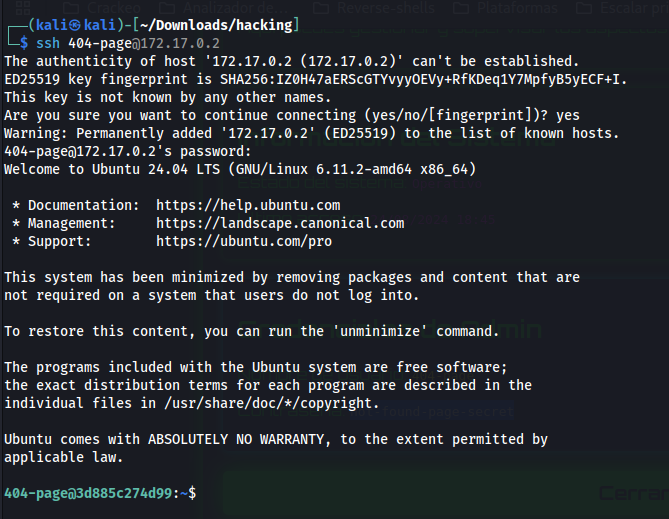 Crackeo Analizador de... Reverse-shells Plataformas Escalar pri
┌──(kali㉿kali)-[~/Downloads/hacking]
└─$ ssh 404-page@172.17.0.2
The authenticity of host '172.17.0.2 (172.17.0.2)' can't be established.
ED25519 key fingerprint is SHA256:IZ0H47aERScGTYvyyOEVy+RfKDeq1Y7MpfyB5yECF+I.
This key is not known by any other names.
Are you sure you want to continue connecting (yes/no/[fingerprint])? yes
Warning: Permanently added '172.17.0.2' (ED25519) to the list of known hosts.
404-page@172.17.0.2's password:
Welcome to Ubuntu 24.04 LTS (GNU/Linux 6.11.2-amd64 x86_64)
* Documentation:  https://help.ubuntu.com
* Management:     https://landscape.canonical.com
* Support:        https://ubuntu.com/pro
This system has been minimized by removing packages and content that are
not required on a system that users do not log into.
To restore this content, you can run the 'unminimize' command.
The programs included with the Ubuntu system are free software;
the exact distribution terms for each program are described in the
individual files in /usr/share/doc/*/copyright.
Ubuntu comes with ABSOLUTELY NO WARRANTY, to the extent permitted by
applicable law.
404-page@3d885c274d99:~$
Cerrar